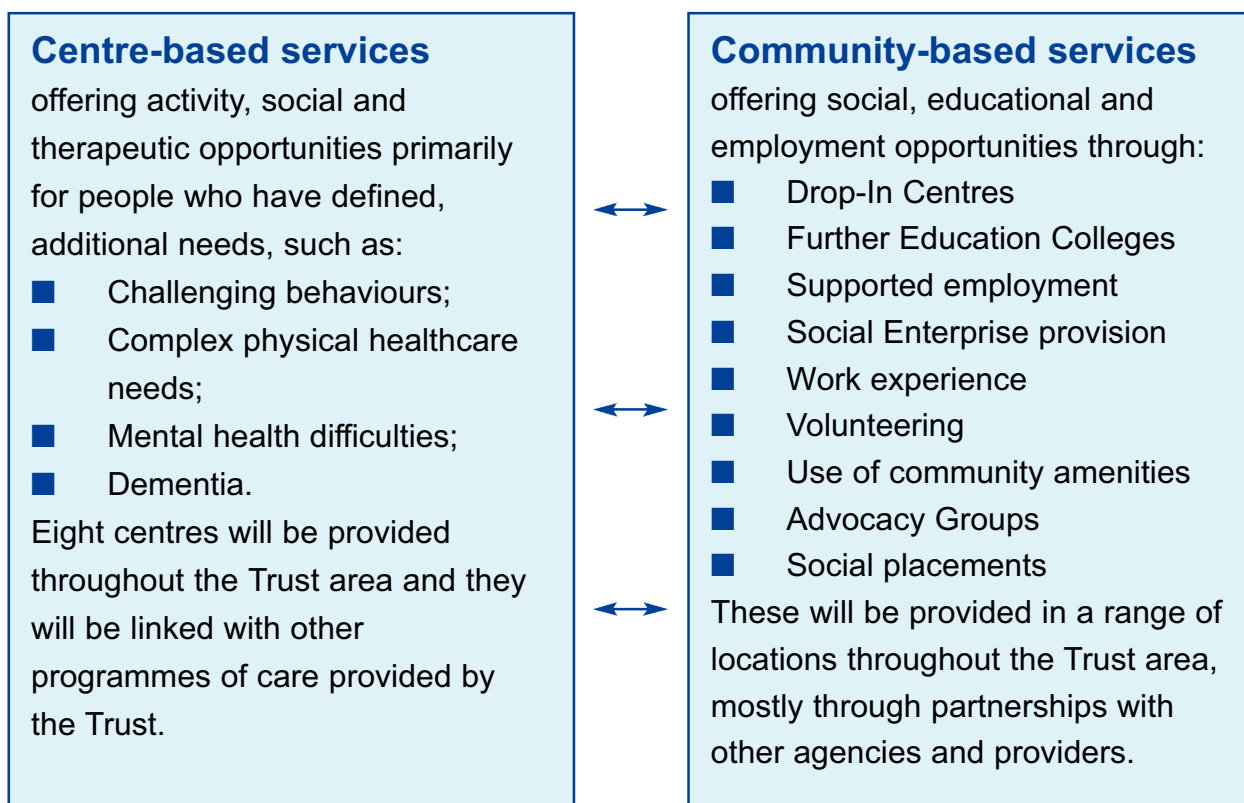 Centre-based services
offering activity, social and
therapeutic opportunities primarily
for people who have defined,
additional needs, such as:
■ Challenging behaviours;
■ Complex physical healthcare
needs;
■ Mental health difficulties;
■ Dementia.
Eight centres will be provided
throughout the Trust area and they
will be linked with other
programmes of care provided by
the Trust.
Community-based services
offering social, educational and
employment opportunities through:
■ Drop-In Centres
■ Further Education Colleges
■ Supported employment
■ Social Enterprise provision
■ Work experience
■ Volunteering
■ Use of community amenities
■ Advocacy Groups
■ Social placements
These will be provided in a range of
locations throughout the Trust area,
mostly through partnerships with
other agencies and providers.